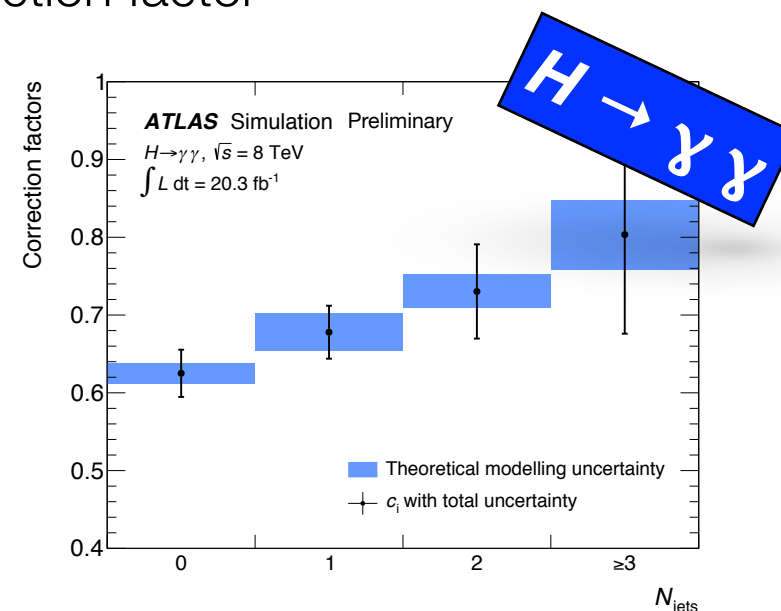 H → γ γ
1
ATLAS Simulation Preliminary
H→γγ, √s = 8 TeV
∫ L dt = 20.3 fb-1
Correction factors
0.9
0.8
0.7
0.6
0.5
0.4
Theoretical modelling uncertainty
ci with total uncertainty
0 1 2 ≥3
Njets